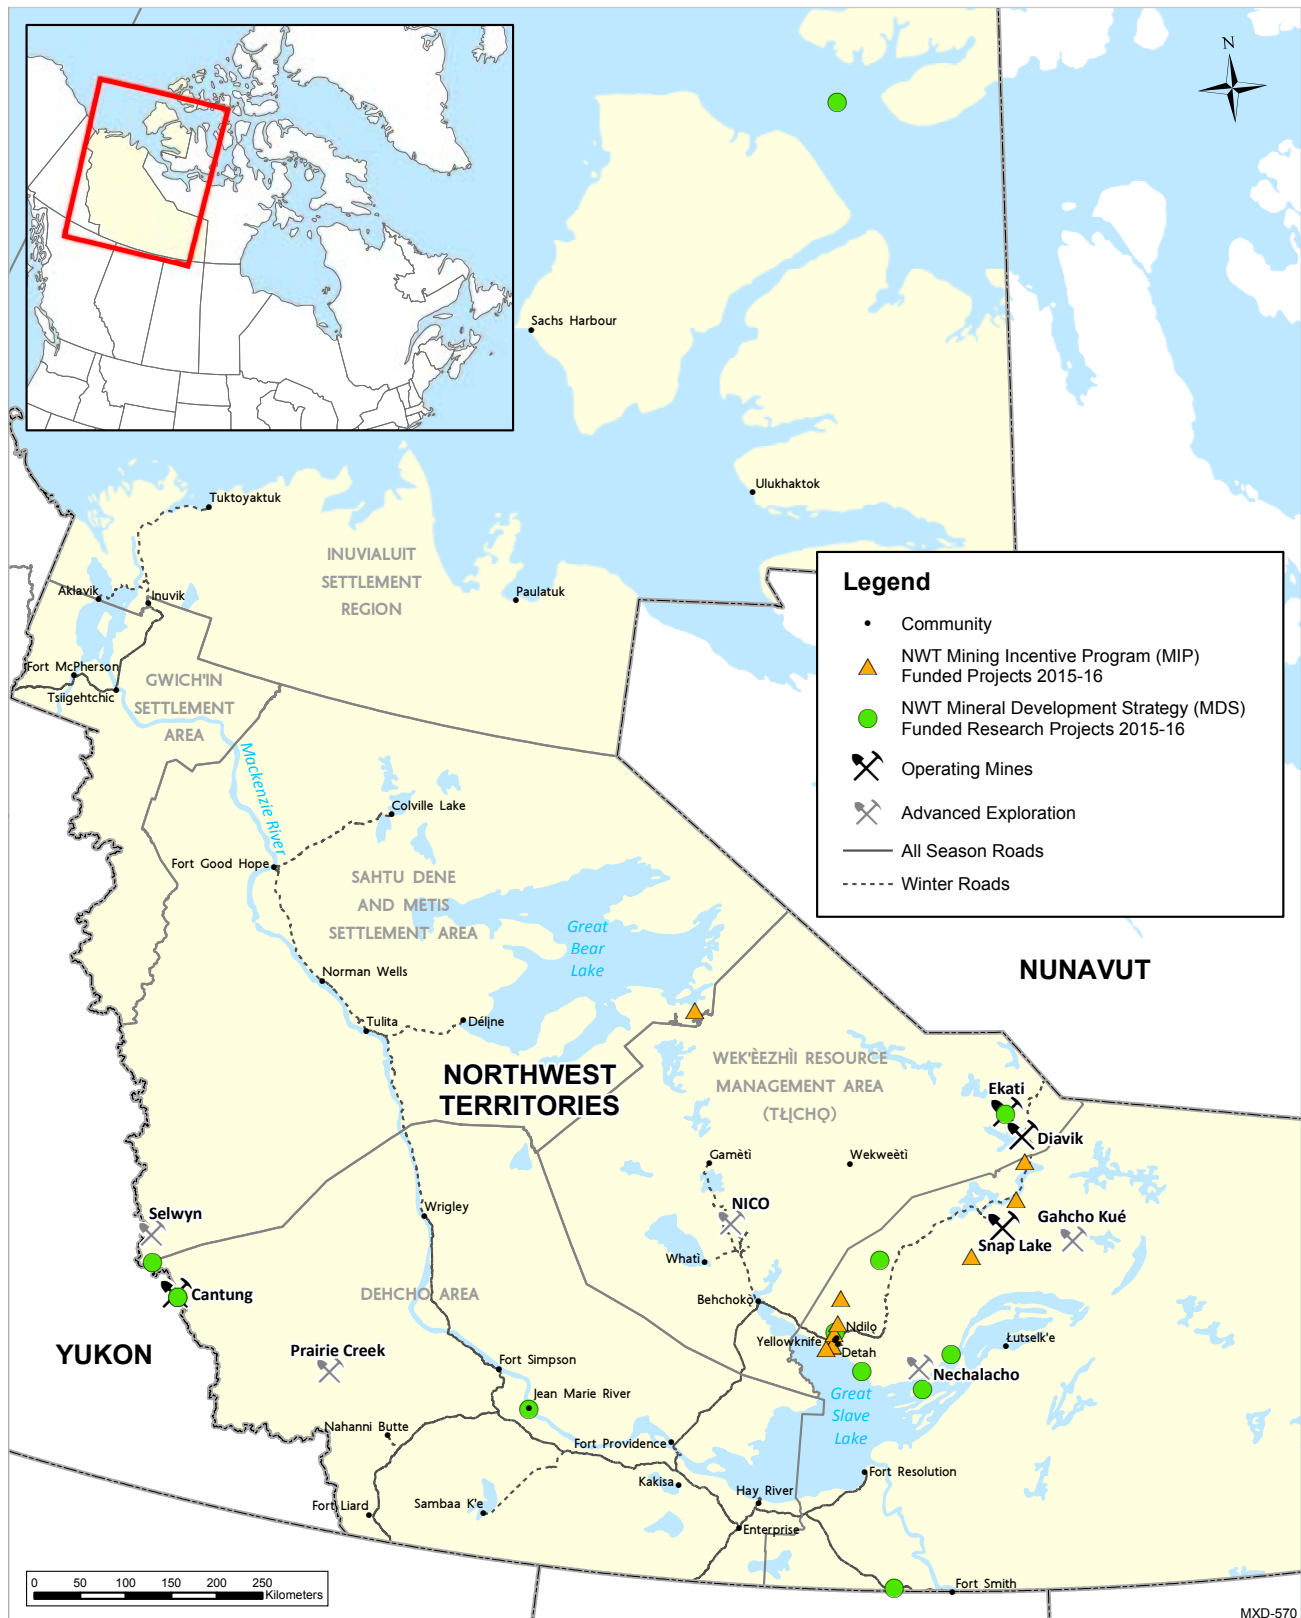 N
Sachs Harbour
Ulukhaktok
Tuktoyaktuk
INUVIALUIT
SETTLEMENT
REGION
Aklavik
Inuvik
Paulatuk
Fort McPherson
Tsiigehtchic
GWICH'IN
SETTLEMENT
AREA
Legend
Community
NWT Mining Incentive Program (MIP)
Funded Projects 2015-16
NWT Mineral Development Strategy (MDS)
Funded Research Projects 2015-16
Operating Mines
Advanced Exploration
All Season Roads
Winter Roads
Mackenzie River
Colville Lake
Fort Good Hope
SAHTU DENE
AND METIS
SETTLEMENT AREA
Great
Bear
Lake
Norman Wells
Tulita
Délįne
NUNAVUT
NORTHWEST
TERRITORIES
WEK'ÈEZHÌI RESOURCE
MANAGEMENT AREA
(TŁĮCHǪ)
Ekati
Diavik
Gamètì
Wekweètì
Wrigley
NICO
Selwyn
Gahcho Kué
Snap Lake
Whatì
Cantung
DEHCHO AREA
Behchokǫ̀
Ndilǫ
Yellowknife
Detah
Łutselk'e
YUKON
Prairie Creek
Fort Simpson
Nechalacho
Jean Marie River
Great
Slave
Lake
Nahanni Butte
Fort Providence
Kakisa
Fort Resolution
Hay River
Fort Liard
Sambaa K'e
Enterprise
Fort Smith
0 50 100 150 200 250
Kilometers
MXD-570